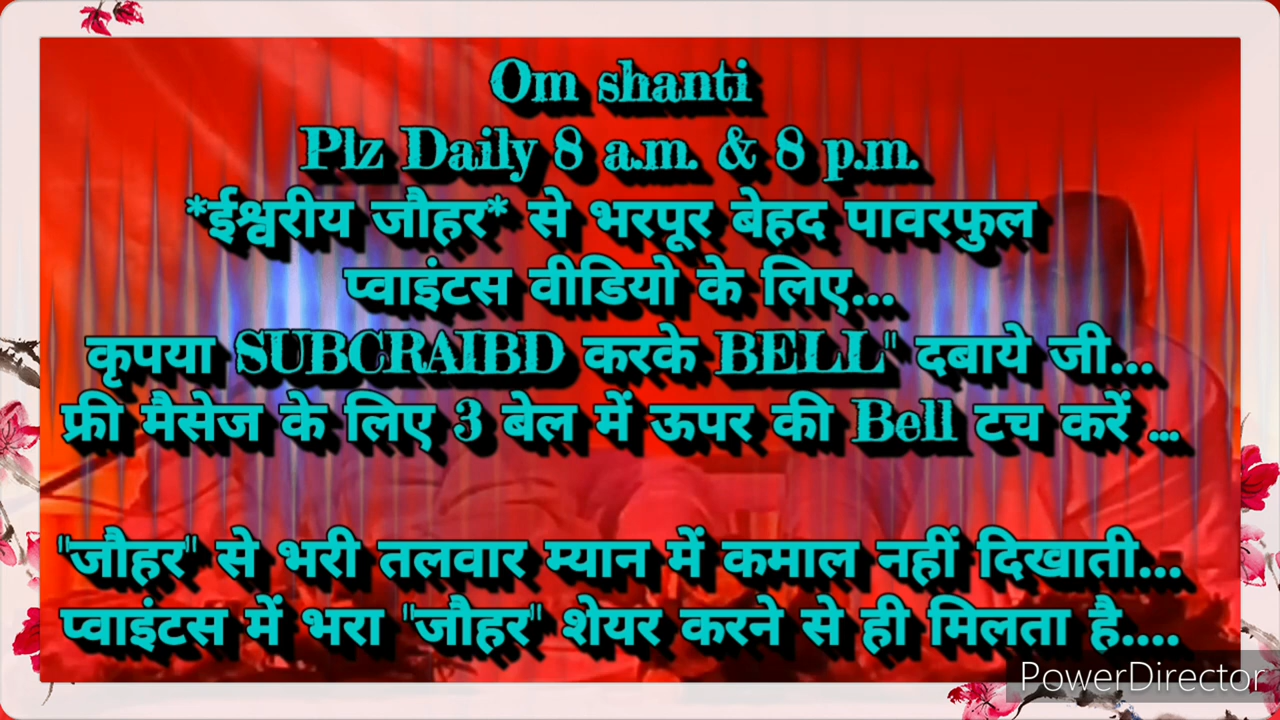 Om shanti
Plz Daily 8 a.m. & 8 p.m.
*ईश्वरीय जौहर* से भरपूर बेहद पावरफुल
प्वाइंटस वीडियो के लिए...
कृपया SUBCRAIBD करके BELL" दबाये जी...
फ्री मैसेज के लिए 3 बेल में ऊपर की Bell टच करें ...
"जौहर" से भरी तलवार म्यान में कमाल नहीं दिखाती...
प्वाइंटस में भरा "जौहर" शेयर करने से ही मिलता है....
PowerDirector